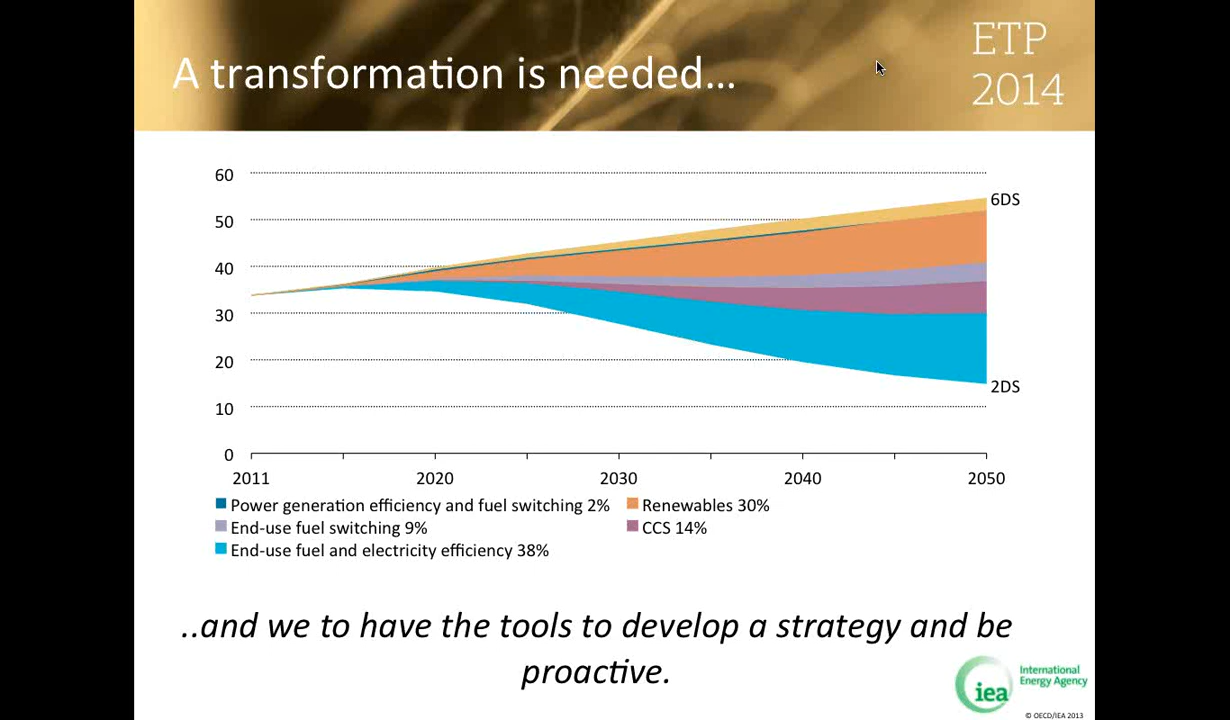 A transformation is needed...
ETP
2014
60
50
40
30
20
10
0
6DS
2DS
2011
2020
2030
2040
2050
Power generation efficiency and fuel switching 2%
Renewables 30%
End-use fuel switching 9%
CCS 14%
End-use fuel and electricity efficiency 38%
..and we to have the tools to develop a strategy and be
proactive.
iea
International
Energy Agency
© OECD/IEA 2013